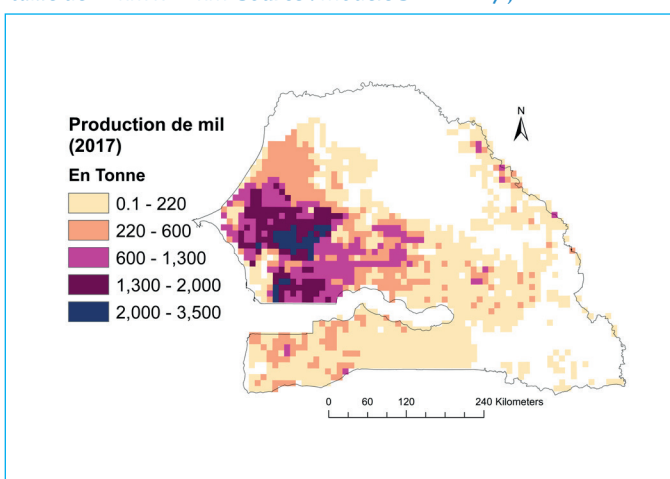 Production de mil
(2017)
En Tonne
0.1 - 220
220 - 600
600 - 1,300
1,300 - 2,000
2,000 - 3,500
N
0 60 120 240 Kilometers